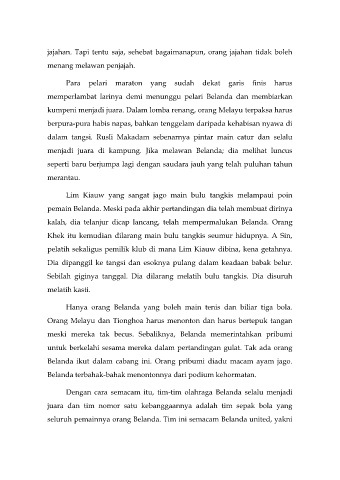 jajahan. Tapi tentu saja, sehebat bagaimanapun, orang jajahan tidak boleh
menang melawan penjajah.
Para pelari maraton yang sudah dekat garis finis harus
memperlambat larinya demi menunggu pelari Belanda dan membiarkan
kumpeni menjadi juara. Dalam lomba renang, orang Melayu terpaksa harus
berpura-pura habis napas, bahkan tenggelam daripada kehabisan nyawa di
dalam tangsi. Rusli Makadam sebenarnya pintar main catur dan selalu
menjadi juara di kampung. Jika melawan Belanda; dia melihat luncus
seperti baru berjumpa lagi dengan saudara jauh yang telah puluhan tahun
merantau.
Lim Kiauw yang sangat jago main bulu tangkis melampaui poin
pemain Belanda. Meski pada akhir pertandingan dia telah membuat dirinya
kalah, dia telanjur dicap lancang, telah mempermalukan Belanda. Orang
Khek itu kemudian dilarang main bulu tangkis seumur hidupnya. A Sin,
pelatih sekaligus pemilik klub di mana Lim Kiauw dibina, kena getahnya.
Dia dipanggil ke tangsi dan esoknya pulang dalam keadaan babak belur.
Sebilah giginya tanggal. Dia dilarang melatih bulu tangkis. Dia disuruh
melatih kasti.
Hanya orang Belanda yang boleh main tenis dan biliar tiga bola.
Orang Melayu dan Tionghoa harus menonton dan harus bertepuk tangan
meski mereka tak becus. Sebaliknya, Belanda memerintahkan pribumi
untuk berkelahi sesama mereka dalam pertandingan gulat. Tak ada orang
Belanda ikut dalam cabang ini. Orang pribumi diadu macam ayam jago.
Belanda terbahak-bahak menontonnya dari podium kehormatan.
Dengan cara semacam itu, tim-tim olahraga Belanda selalu menjadi
juara dan tim nomor satu kebanggaannya adalah tim sepak bola yang
seluruh pemainnya orang Belanda. Tim ini semacam Belanda united, yakni